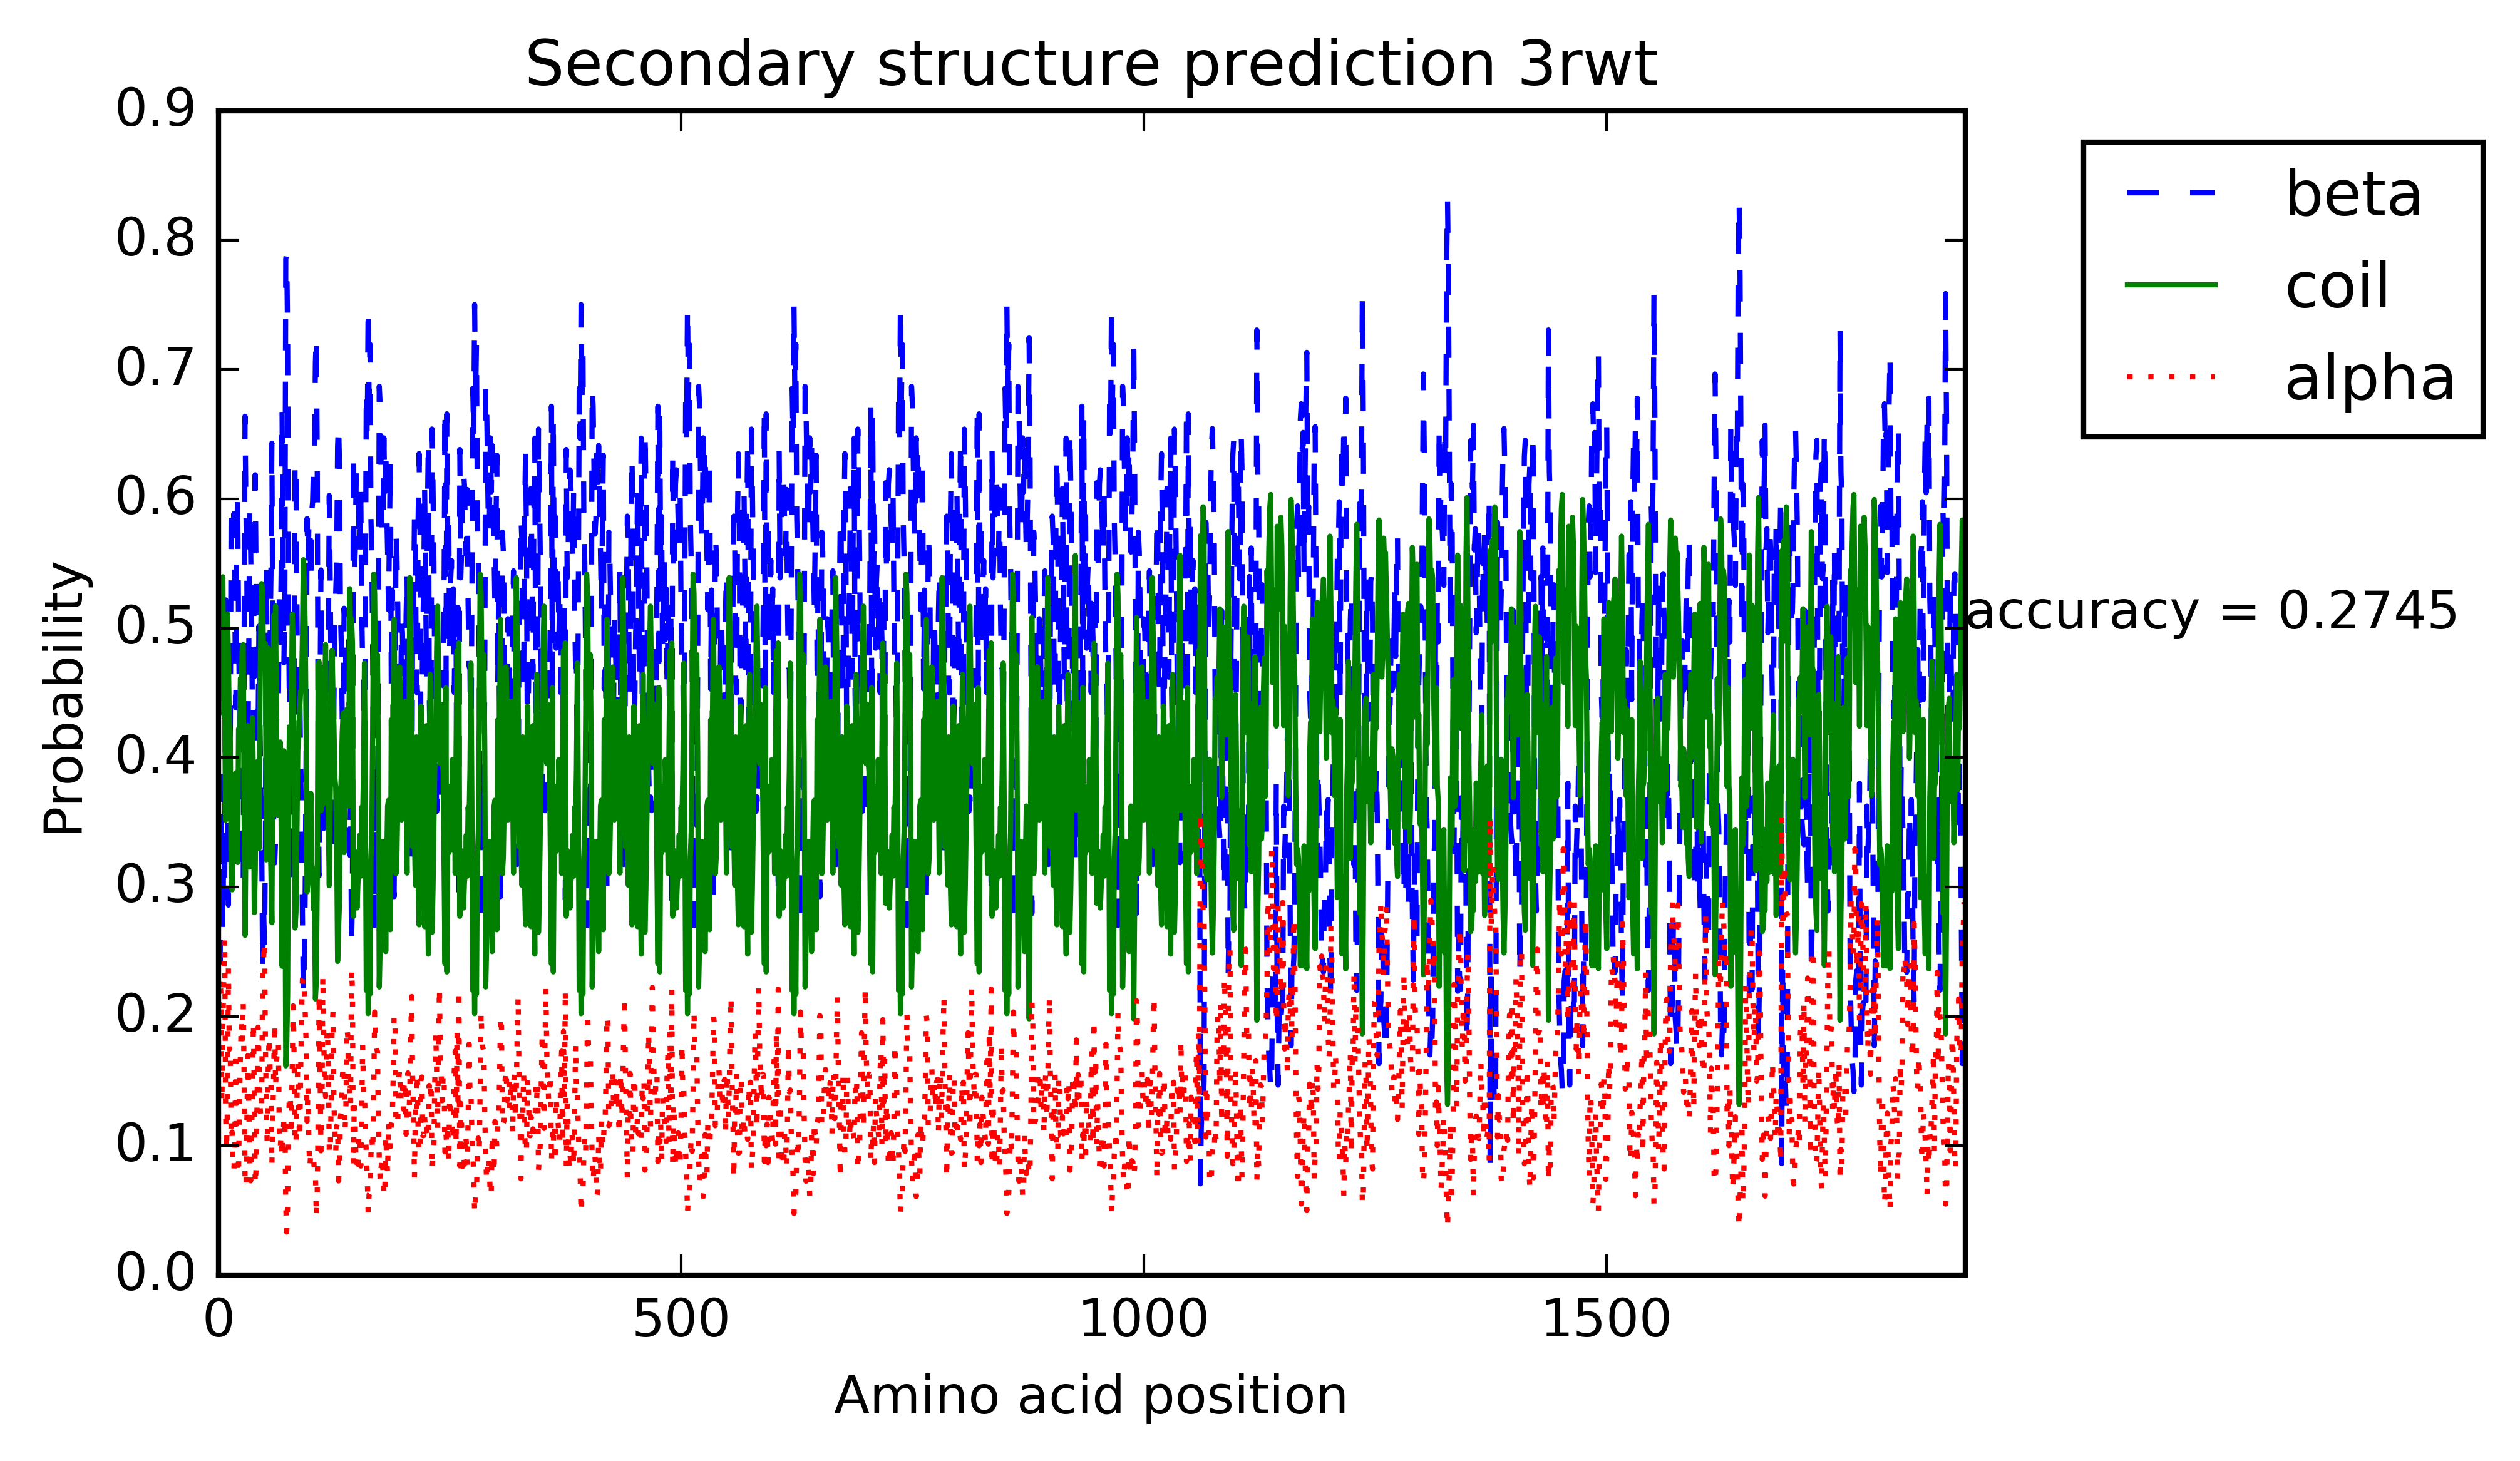 Secondary structure prediction 3rwt
0.9
0.8
0.7
0.6
0.5
0.4
0.3
0.2
0.1
0.0
Probability
0
500
1000
1500
Amino acid position
beta
coil
alpha
accuracy = 0.2745